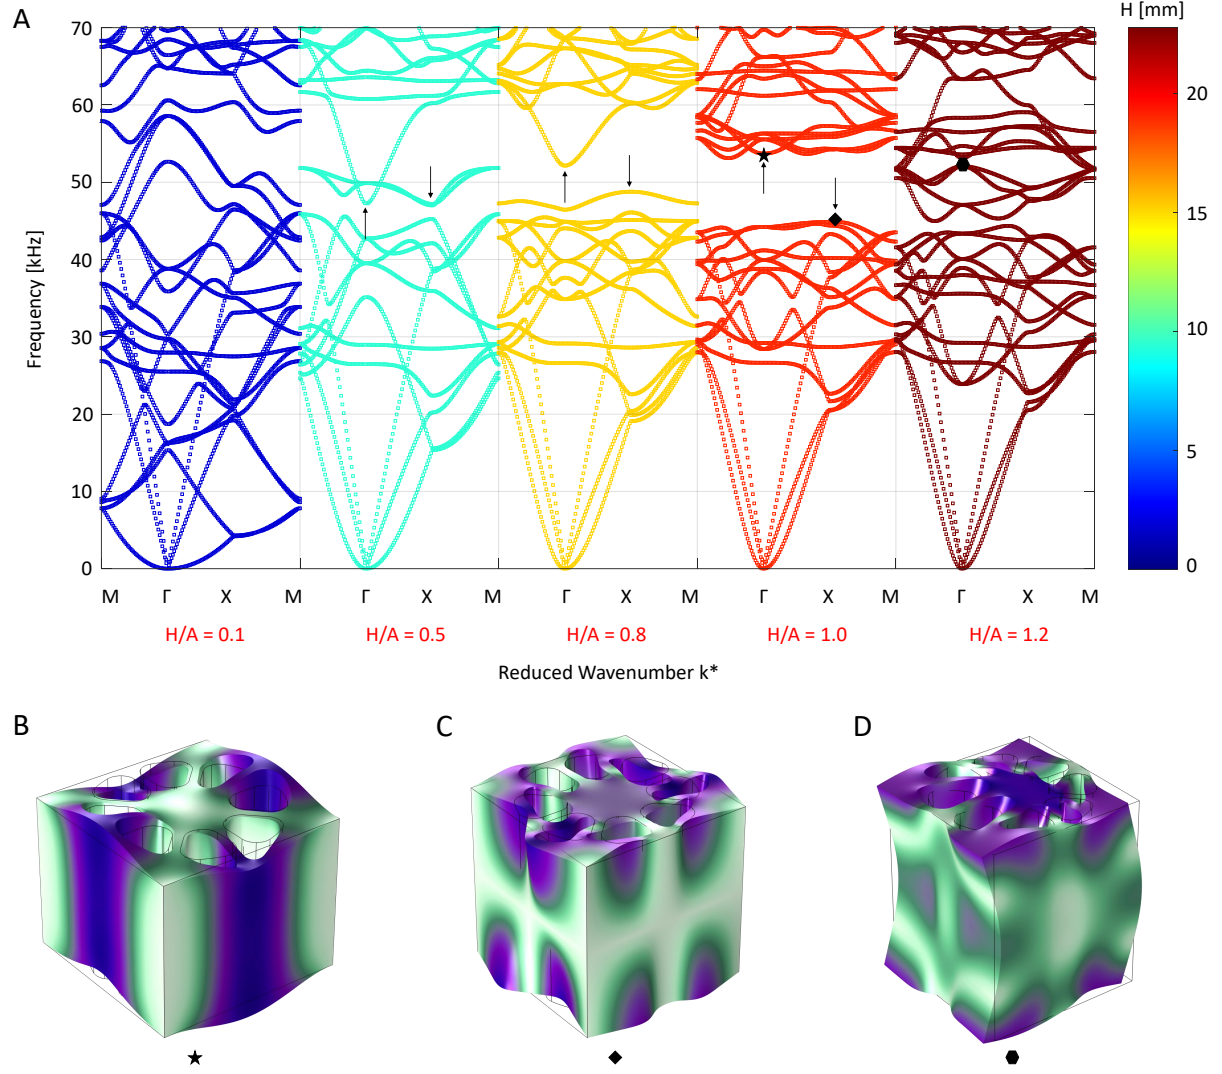 A
H [mm]
70
60
50
40
30
20
10
0
Frequency [kHz]
20
15
10
5
0
M Γ X M Γ X M Γ X M Γ X M Γ X M
H/A = 0.1 H/A = 0.5 H/A = 0.8 H/A = 1.0 H/A = 1.2
Reduced Wavenumber k*
B C D